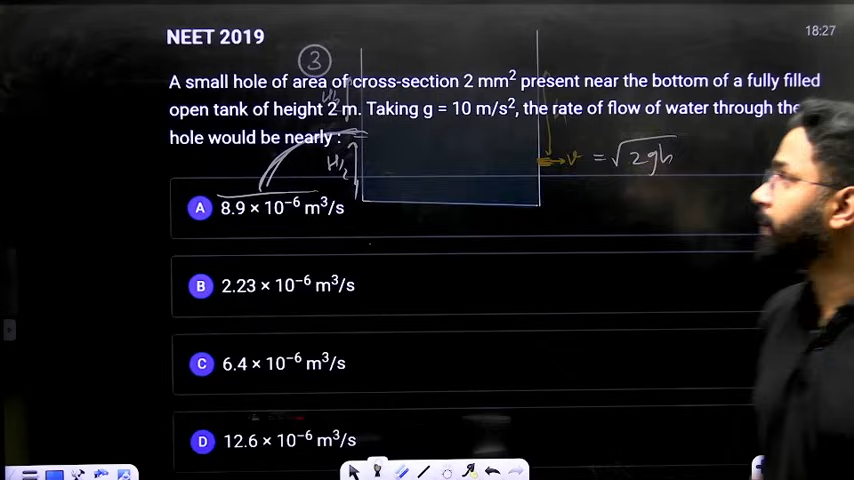 18:27
NEET 2019
3
A small hole of area of cross-section 2 mm² present near the bottom of a fully filled
open tank of height 2 m. Taking g = 10 m/s², the rate of flow of water through the
hole would be nearly :
H/2
v = √2gh
A 8.9 × 10⁻⁶ m³/s
B 2.23 × 10⁻⁶ m³/s
C 6.4 × 10⁻⁶ m³/s
D 12.6 × 10⁻⁶ m³/s